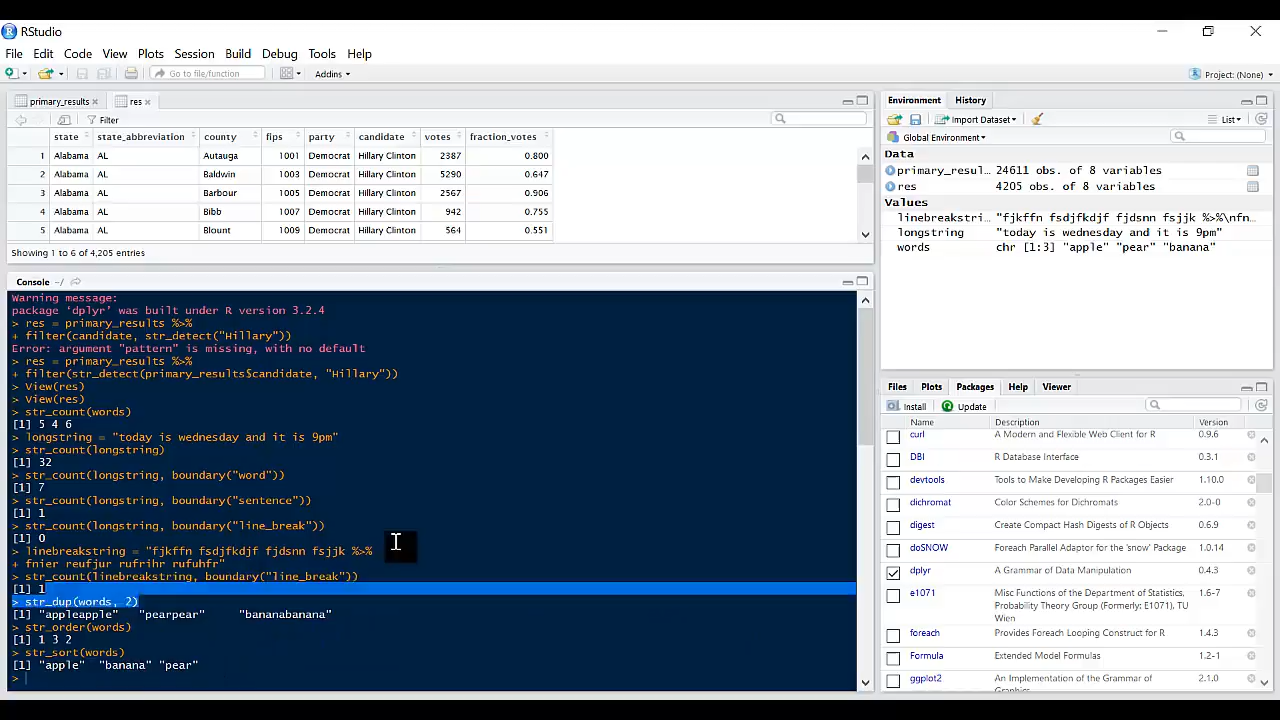 RStudio
File Edit Code View Plots Session Build Debug Tools Help
Go to file/function Addins Project: (None)
primary_results res
Filter
state state_abbreviation county fips party candidate votes fraction_votes
1 Alabama AL Autauga 1001 Democrat Hillary Clinton 2387 0.800
2 Alabama AL Baldwin 1003 Democrat Hillary Clinton 5290 0.647
3 Alabama AL Barbour 1005 Democrat Hillary Clinton 2567 0.906
4 Alabama AL Bibb 1007 Democrat Hillary Clinton 942 0.755
5 Alabama AL Blount 1009 Democrat Hillary Clinton 564 0.551
Showing 1 to 6 of 4,205 entries
Console ~/
Warning message:
package ‘dplyr’ was built under R version 3.2.4
> res = primary_results %>%
+ filter(candidate, str_detect("Hillary"))
Error: argument "pattern" is missing, with no default
> res = primary_results %>%
+ filter(str_detect(primary_results$candidate, "Hillary"))
> View(res)
> View(res)
> str_count(words)
[1] 5 4 6
> longstring = "today is wednesday and it is 9pm"
> str_count(longstring)
[1] 32
> str_count(longstring, boundary("word"))
[1] 7
> str_count(longstring, boundary("sentence"))
[1] 1
> str_count(longstring, boundary("line_break"))
[1] 0
> linebreakstring = "fjkffn fsdjfkdjf fjdsnn fsjjk %>%
+ fnier reufjur rufrihr rufuhfr"
> str_count(linebreakstring, boundary("line_break"))
[1] 1
> str_dup(words, 2)
[1] "appleapple" "pearpear" "bananabanana"
> str_order(words)
[1] 1 3 2
> str_sort(words)
[1] "apple" "banana" "pear"
>
Environment History
Import Dataset List
Global Environment
Data
primary_resul… 24611 obs. of 8 variables
res 4205 obs. of 8 variables
Values
linebreakstri… "fjkffn fsdjfkdjf fjdsnn fsjjk %>%\nfn…
longstring "today is wednesday and it is 9pm"
words chr [1:3] "apple" "pear" "banana"
Files Plots Packages Help Viewer
Install Update
Name Description Version
curl A Modern and Flexible Web Client for R 0.9.6
DBI R Database Interface 0.3.1
devtools Tools to Make Developing R Packages Easier 1.10.0
dichromat Color Schemes for Dichromats 2.0-0
digest Create Compact Hash Digests of R Objects 0.6.9
doSNOW Foreach Parallel Adaptor for the 'snow' Package 1.0.14
dplyr A Grammar of Data Manipulation 0.4.3
e1071 Misc Functions of the Department of Statistics, Probability Theory Group (Formerly: E1071), TU Wien 1.6-7
foreach Provides Foreach Looping Construct for R 1.4.3
Formula Extended Model Formulas 1.2-1
ggplot2 An Implementation of the Grammar of Graphics 2.1.0